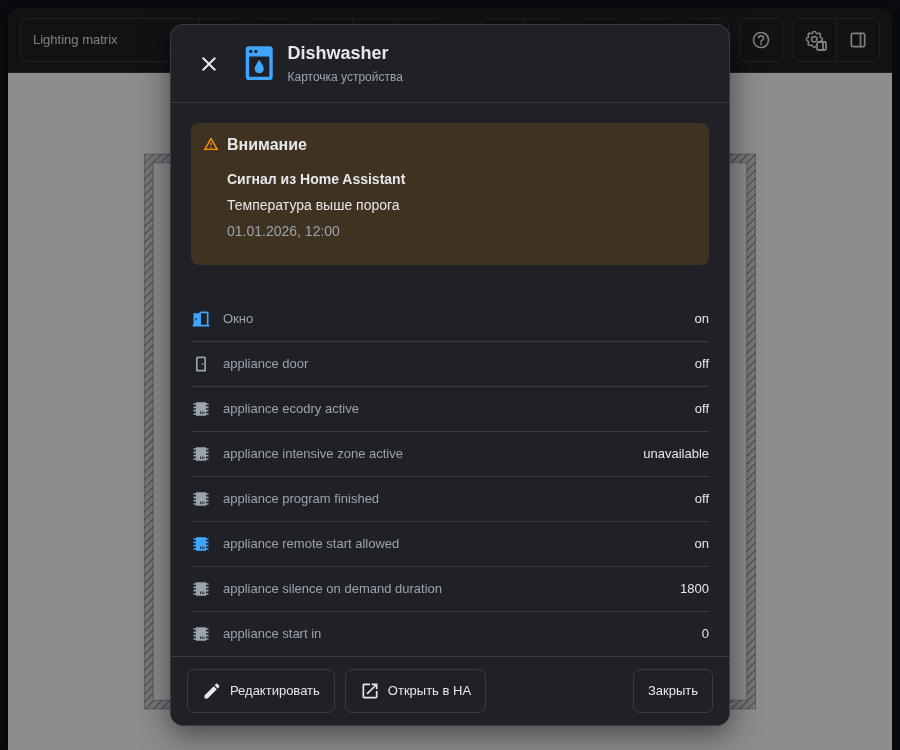 Lighting matrix
Dishwasher
Карточка устройства
Внимание
Сигнал из Home Assistant
Температура выше порога
01.01.2026, 12:00
Окно on
appliance door off
appliance ecodry active off
appliance intensive zone active unavailable
appliance program finished off
appliance remote start allowed on
appliance silence on demand duration 1800
appliance start in 0
Редактировать Открыть в HA Закрыть